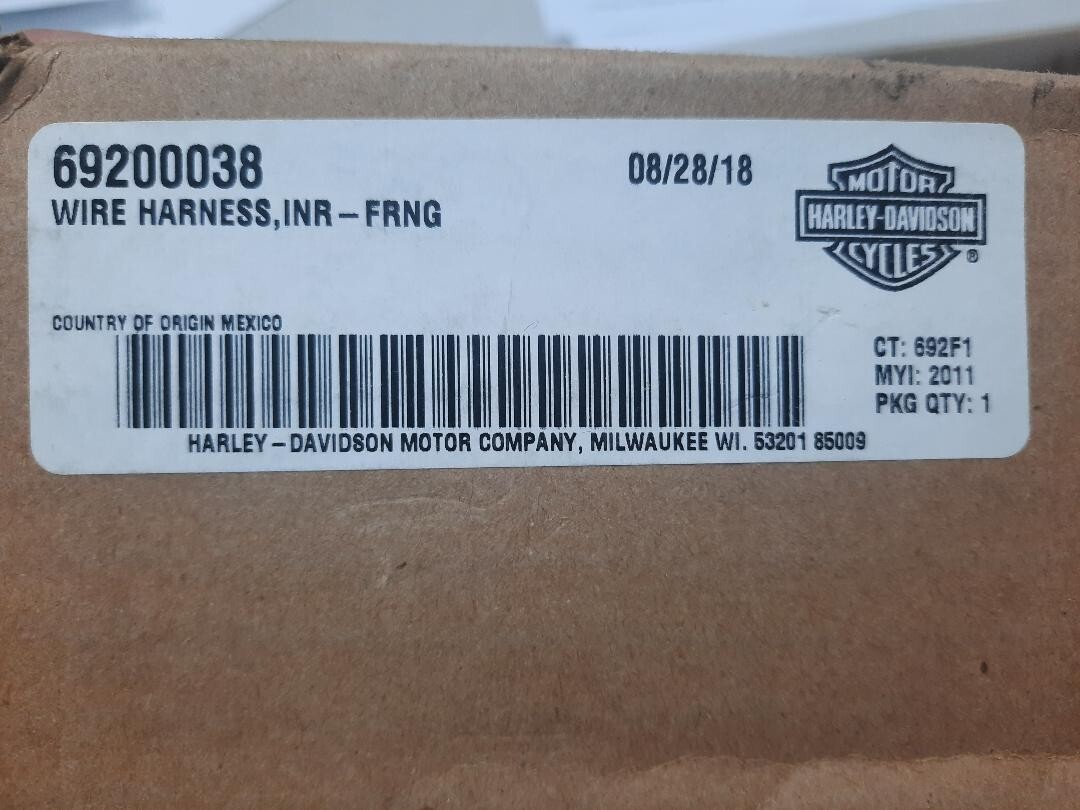 69200038
08/28/18
WIRE HARNESS,INR-FRNG
MOTOR
HARLEY-DAVIDSON
CYCLES
®
COUNTRY OF ORIGIN MEXICO
CT: 692F1
MYI: 2011
PKG QTY: 1
HARLEY-DAVIDSON MOTOR COMPANY, MILWAUKEE WI. 53201 85009